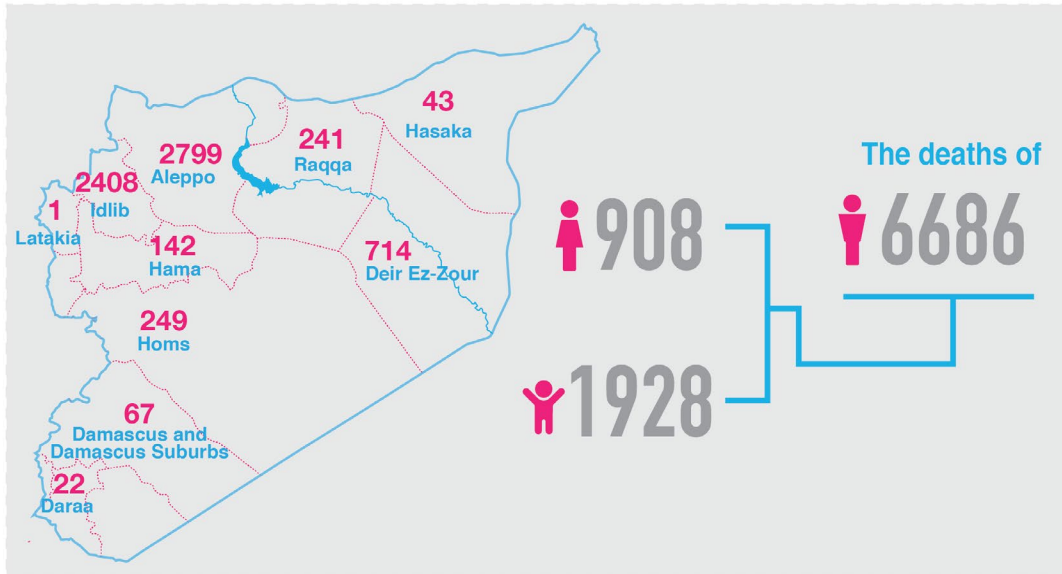 43
Hasaka
241
Raqqa
2799
Aleppo
2408
Idlib
1
Latakia
142
Hama
714
Deir Ez-Zour
249
Homs
67
Damascus and
Damascus Suburbs
22
Daraa
The deaths of
6686
908
1928